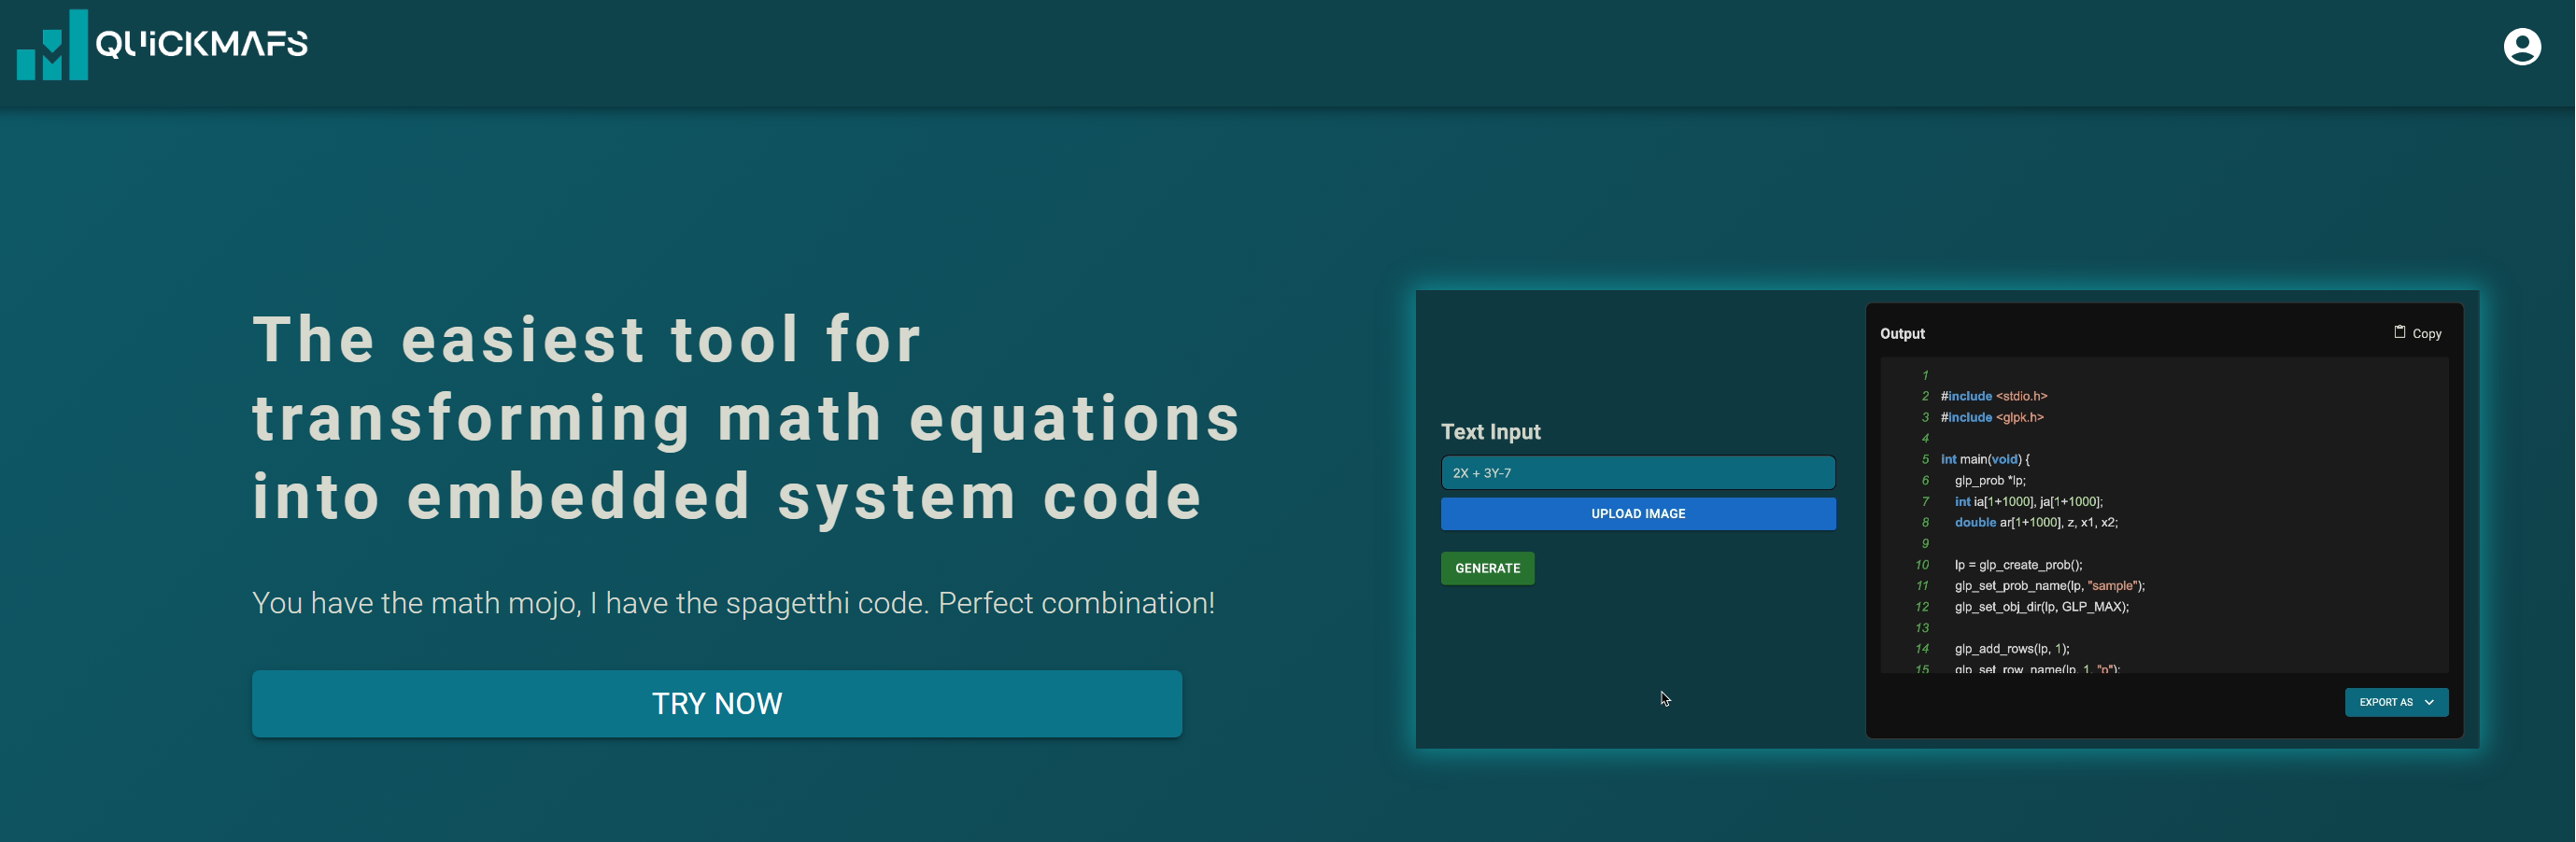 QUICKMAFS
The easiest tool for
transforming math equations
into embedded system code
You have the math mojo, I have the spagetthi code. Perfect combination!
TRY NOW
Text Input
2X + 3Y-7
UPLOAD IMAGE
GENERATE
Output
Copy
1
2 #include <stdio.h>
3 #include <glpk.h>
4
5 int main(void) {
6 glp_prob *lp;
7 int ia[1+1000], ja[1+1000];
8 double ar[1+1000], z, x1, x2;
9
10 lp = glp_create_prob();
11 glp_set_prob_name(lp, "sample");
12 glp_set_obj_dir(lp, GLP_MAX);
13
14 glp_add_rows(lp, 1);
15 glp_set_row_name(lp, 1, "p");
EXPORT AS